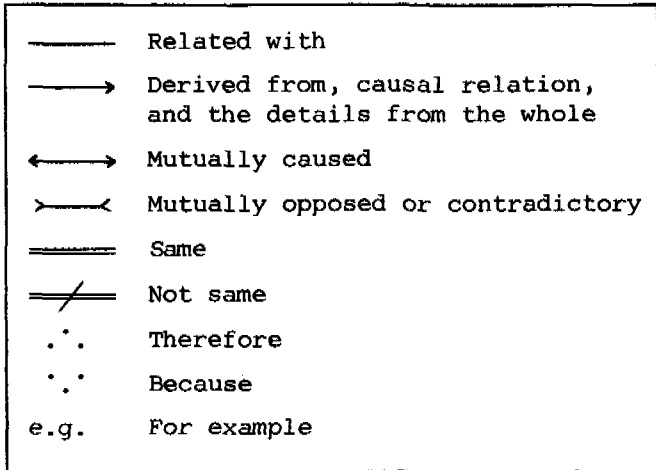 Related with
Derived from, causal relation,
and the details from the whole
Mutually caused
Mutually opposed or contradictory
Same
Not same
∴ Therefore
∵ Because
e.g. For example